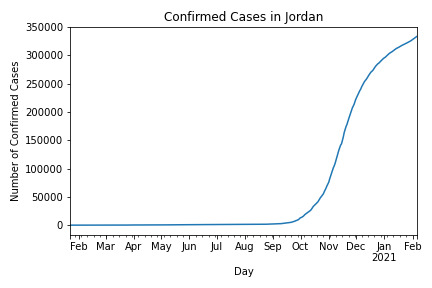 Confirmed Cases in Jordan
350000
300000
250000
200000
150000
100000
50000
0
Number of Confirmed Cases
Feb Mar Apr May Jun Jul Aug Sep Oct Nov Dec Jan Feb
2021
Day